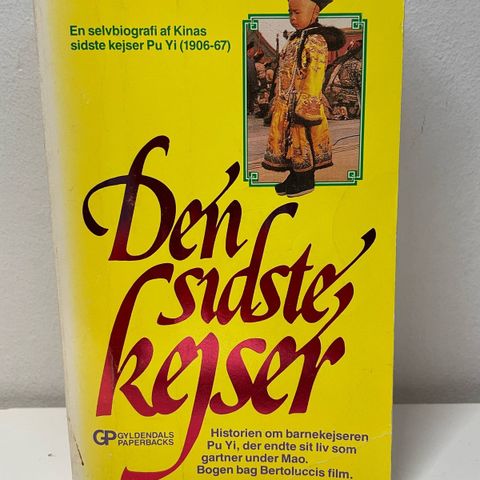 En selvbiografi af Kinas
sidste kejser Pu Yi (1906-67)
Den
sidste
kejser
GP GYLDENDALS
PAPERBACKS
Historien om barnekejseren
Pu Yi, der endte sit liv som
gartner under Mao.
Bogen bag Bertoluccis film.